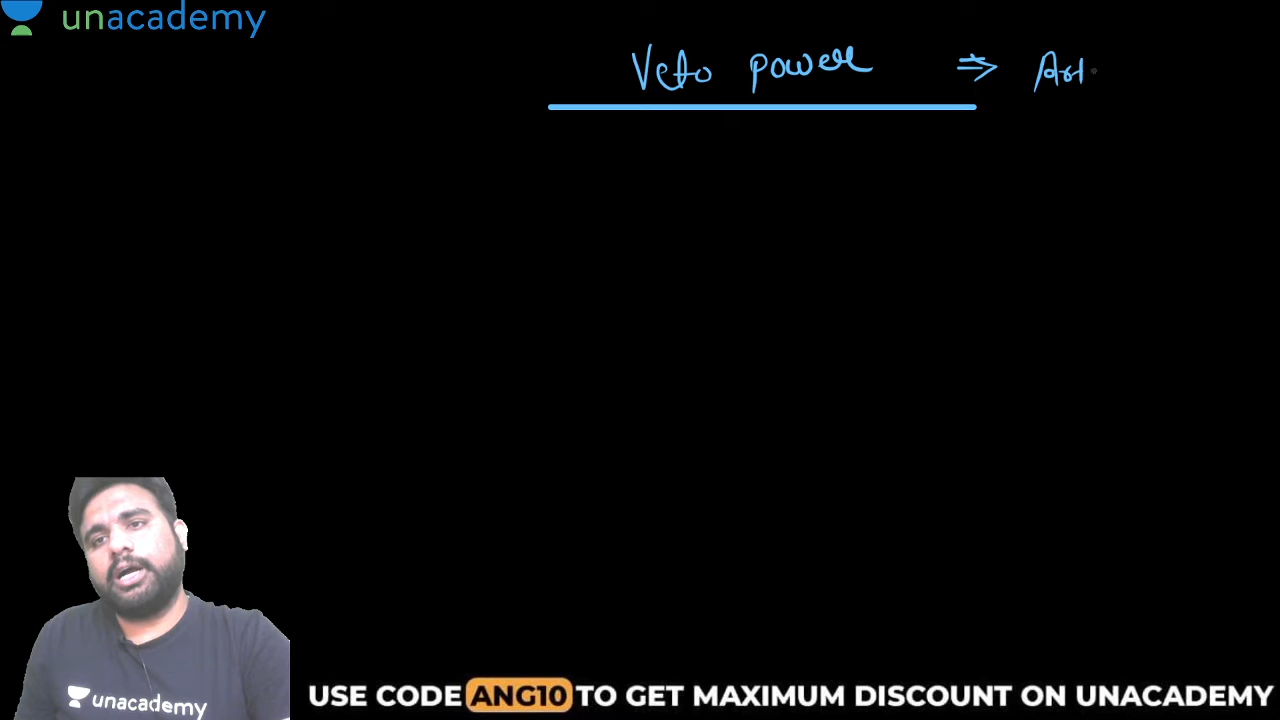 unacademy
Veto power ⇒ Art
unacademy
USE CODE ANG10 TO GET MAXIMUM DISCOUNT ON UNACADEMY